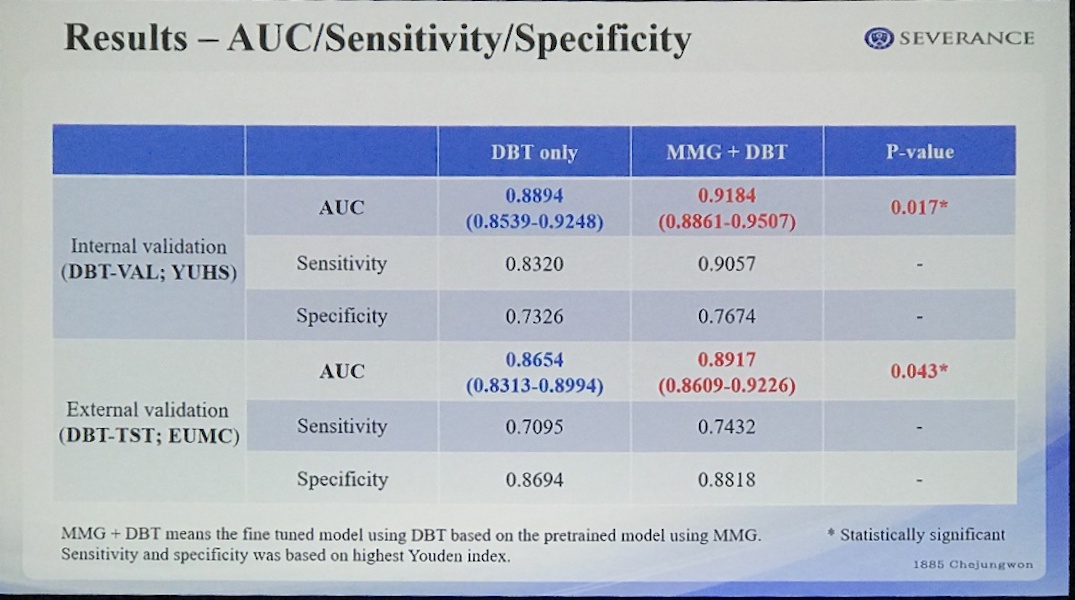 Results – AUC/Sensitivity/Specificity
SEVERANCE
DBT only MMG + DBT P-value
Internal validation
(DBT-VAL; YUHS)
AUC 0.8894 0.9184 0.017*
(0.8539-0.9248) (0.8861-0.9507)
Sensitivity 0.8320 0.9057 -
Specificity 0.7326 0.7674 -
External validation
(DBT-TST; EUMC)
AUC 0.8654 0.8917 0.043*
(0.8313-0.8994) (0.8609-0.9226)
Sensitivity 0.7095 0.7432 -
Specificity 0.8694 0.8818 -
MMG + DBT means the fine tuned model using DBT based on the pretrained model using MMG.
Sensitivity and specificity was based on highest Youden index.
* Statistically significant
1885 Chejungwon